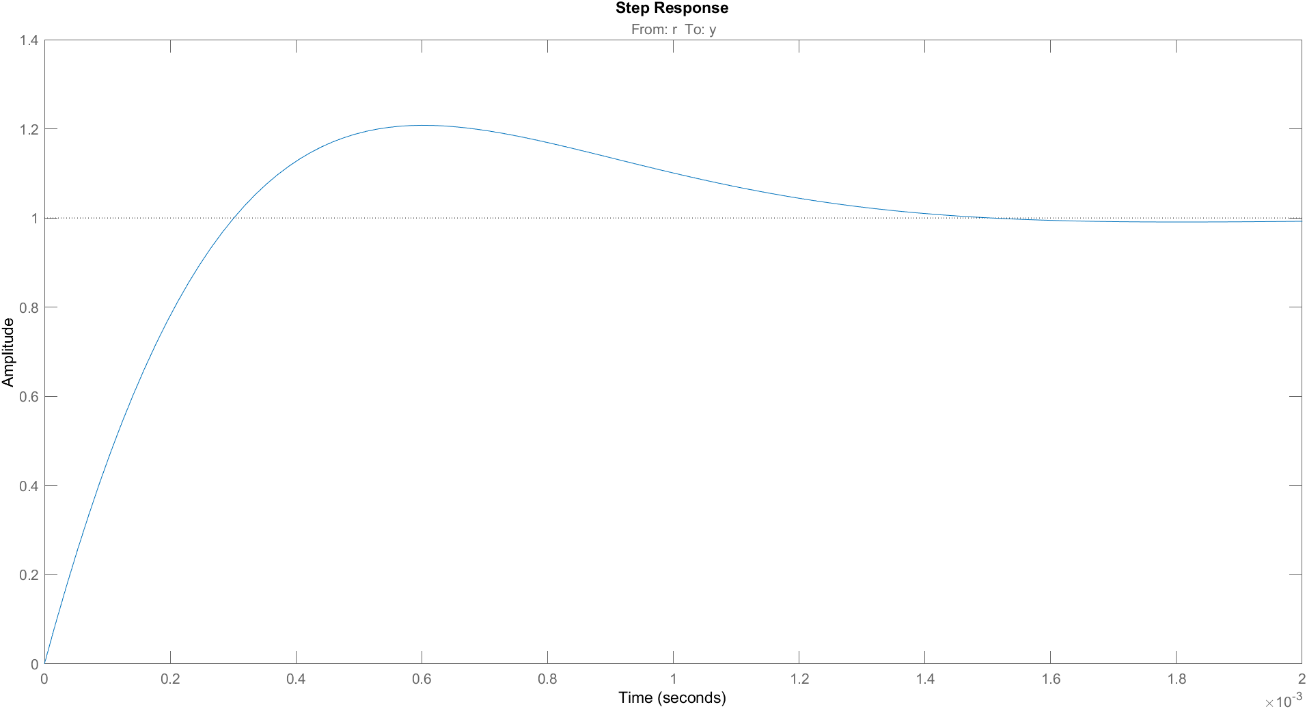 Step Response
From: r To: y
1.4
1.2
1
0.8
0.6
0.4
0.2
0
Amplitude
0 0.2 0.4 0.6 0.8 1 1.2 1.4 1.6 1.8 2
Time (seconds)
×10⁻³